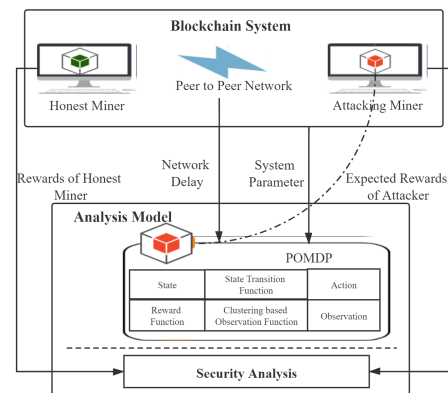 Blockchain System
Honest Miner
Peer to Peer Network
Attacking Miner
Rewards of Honest
Miner
Network
Delay
System
Parameter
Expected Rewards
of Attacker
Analysis Model
POMDP
State
State Transition
Function
Action
Reward
Function
Clustering based
Observation Function
Observation
Security Analysis